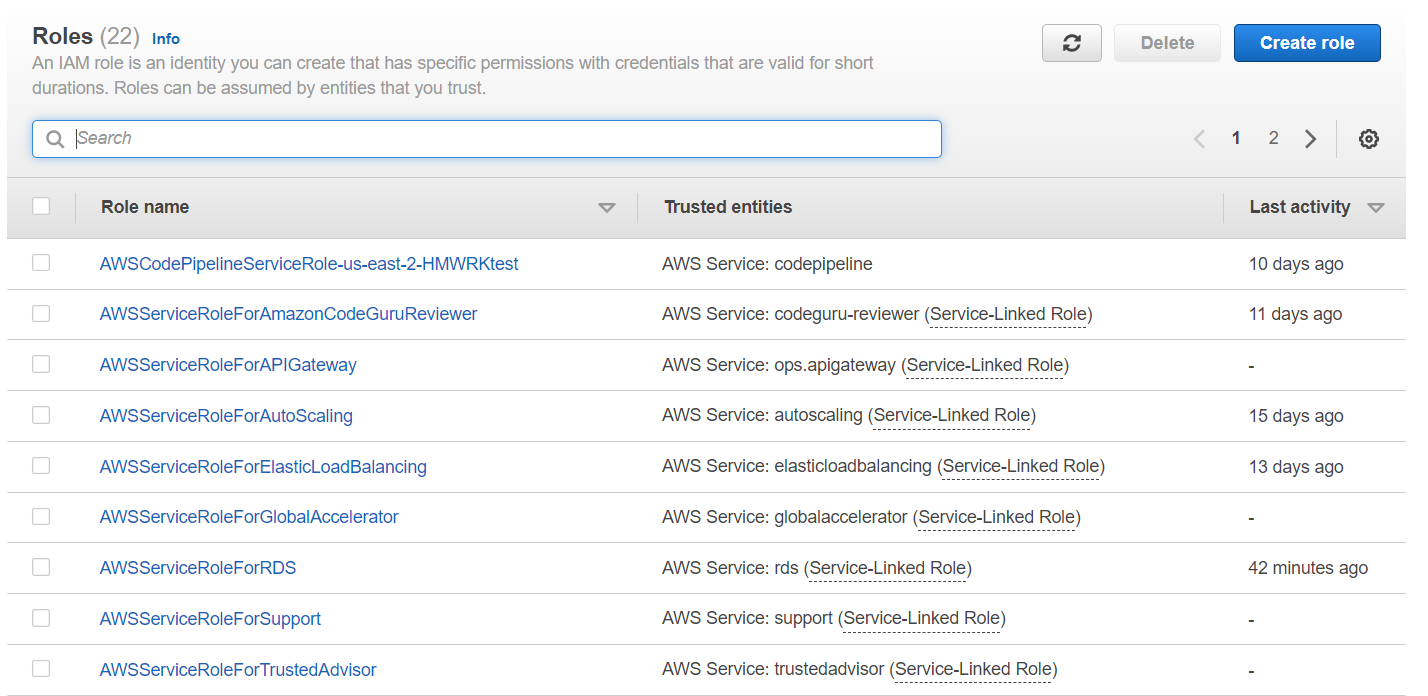 Roles (22) Info
An IAM role is an identity you can create that has specific permissions with credentials that are valid for short
durations. Roles can be assumed by entities that you trust.
Delete
Create role
Search
1 2
Role name Trusted entities Last activity
AWSCodePipelineServiceRole-us-east-2-HMWRKtest AWS Service: codepipeline 10 days ago
AWSServiceRoleForAmazonCodeGuruReviewer AWS Service: codeguru-reviewer (Service-Linked Role) 11 days ago
AWSServiceRoleForAPIGateway AWS Service: ops.apigateway (Service-Linked Role) -
AWSServiceRoleForAutoScaling AWS Service: autoscaling (Service-Linked Role) 15 days ago
AWSServiceRoleForElasticLoadBalancing AWS Service: elasticloadbalancing (Service-Linked Role) 13 days ago
AWSServiceRoleForGlobalAccelerator AWS Service: globalaccelerator (Service-Linked Role) -
AWSServiceRoleForRDS AWS Service: rds (Service-Linked Role) 42 minutes ago
AWSServiceRoleForSupport AWS Service: support (Service-Linked Role) -
AWSServiceRoleForTrustedAdvisor AWS Service: trustedadvisor (Service-Linked Role) -